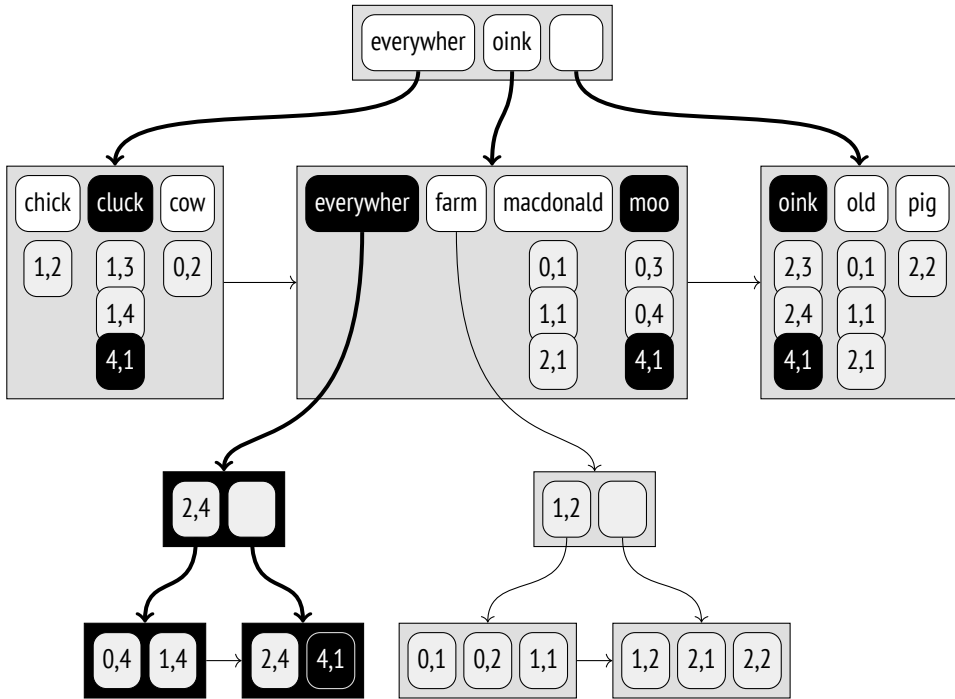 everywher oink
chick cluck cow everywher farm macdonald moo oink old pig
1,2 1,3 0,2 0,1 0,3 2,3 0,1 2,2
1,4 1,1 0,4 2,4 1,1
4,1 2,1 4,1 4,1 2,1
2,4 1,2
0,4 1,4 2,4 4,1 0,1 0,2 1,1 1,2 2,1 2,2